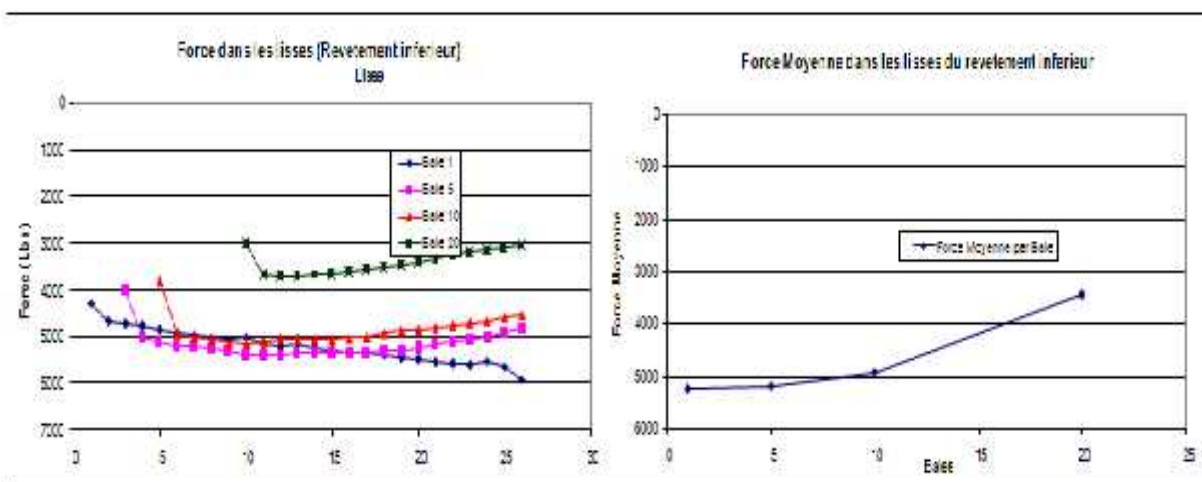 Force dans les lisses (Revetement inferieur)
Lisse
0
1000
2000
3000
4000
5000
6000
7000
Force (Lbs)
Baie 1
Baie 5
Baie 10
Baie 20
0
5
10
15
20
25
30
Force Moyenne dans les lisses du revetement inferieur
0
1000
2000
3000
4000
5000
6000
Force Moyenne
Force Moyenne par Baie
0
5
10
15
20
25
Baies